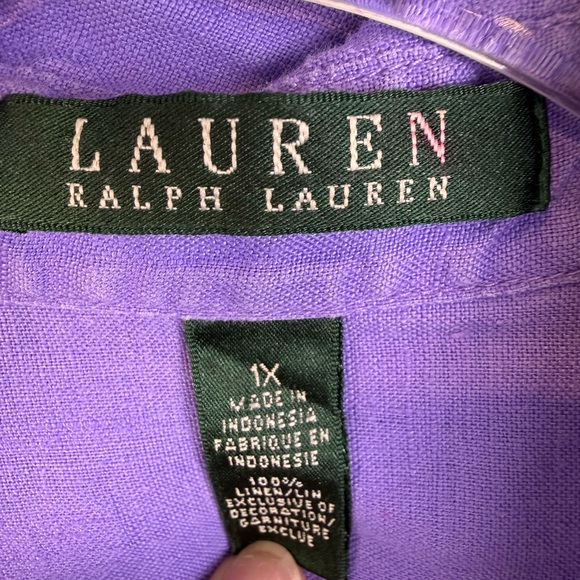 LAUREN
RALPH LAUREN
1X
MADE IN
INDONESIA
FABRIQUE EN
INDONESIE
100%
LINEN/LIN
EXCLUSIVE OF
DECORATION/
GARNITURE
EXCLUE